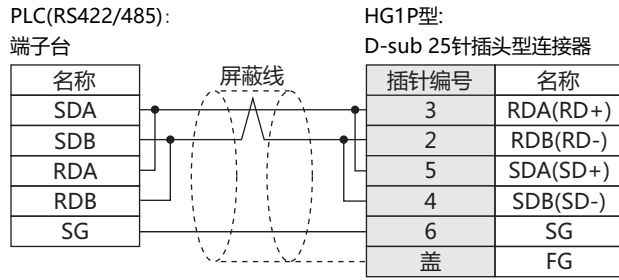 PLC(RS422/485):
端子台
HG1P型:
D-sub 25针插头型连接器
名称
屏蔽线
插针编号
名称
SDA
3
RDA(RD+)
SDB
2
RDB(RD-)
RDA
5
SDA(SD+)
RDB
4
SDB(SD-)
SG
6
SG
盖
FG